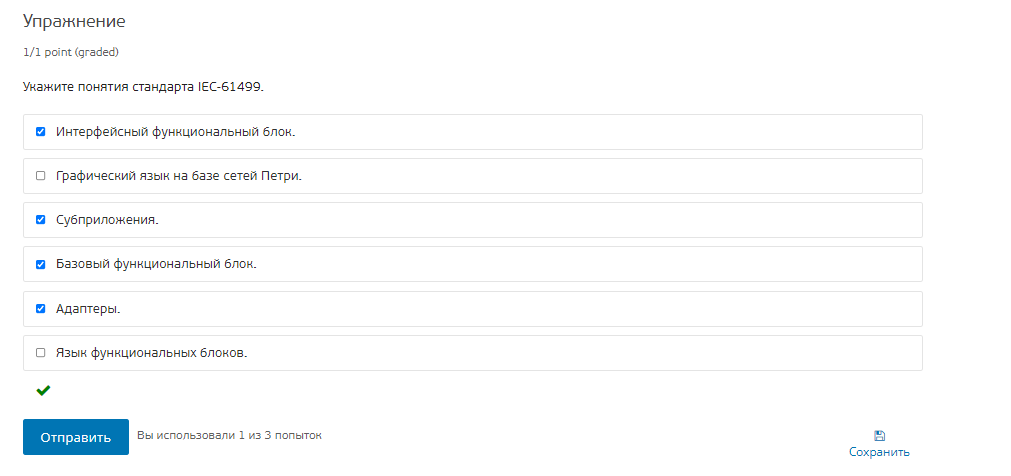 Упражнение
1/1 point (graded)
Укажите понятия стандарта IEC-61499.
Интерфейсный функциональный блок.
Графический язык на базе сетей Петри.
Субприложения.
Базовый функциональный блок.
Адаптеры.
Язык функциональных блоков.
Отправить
Вы использовали 1 из 3 попыток
Сохранить